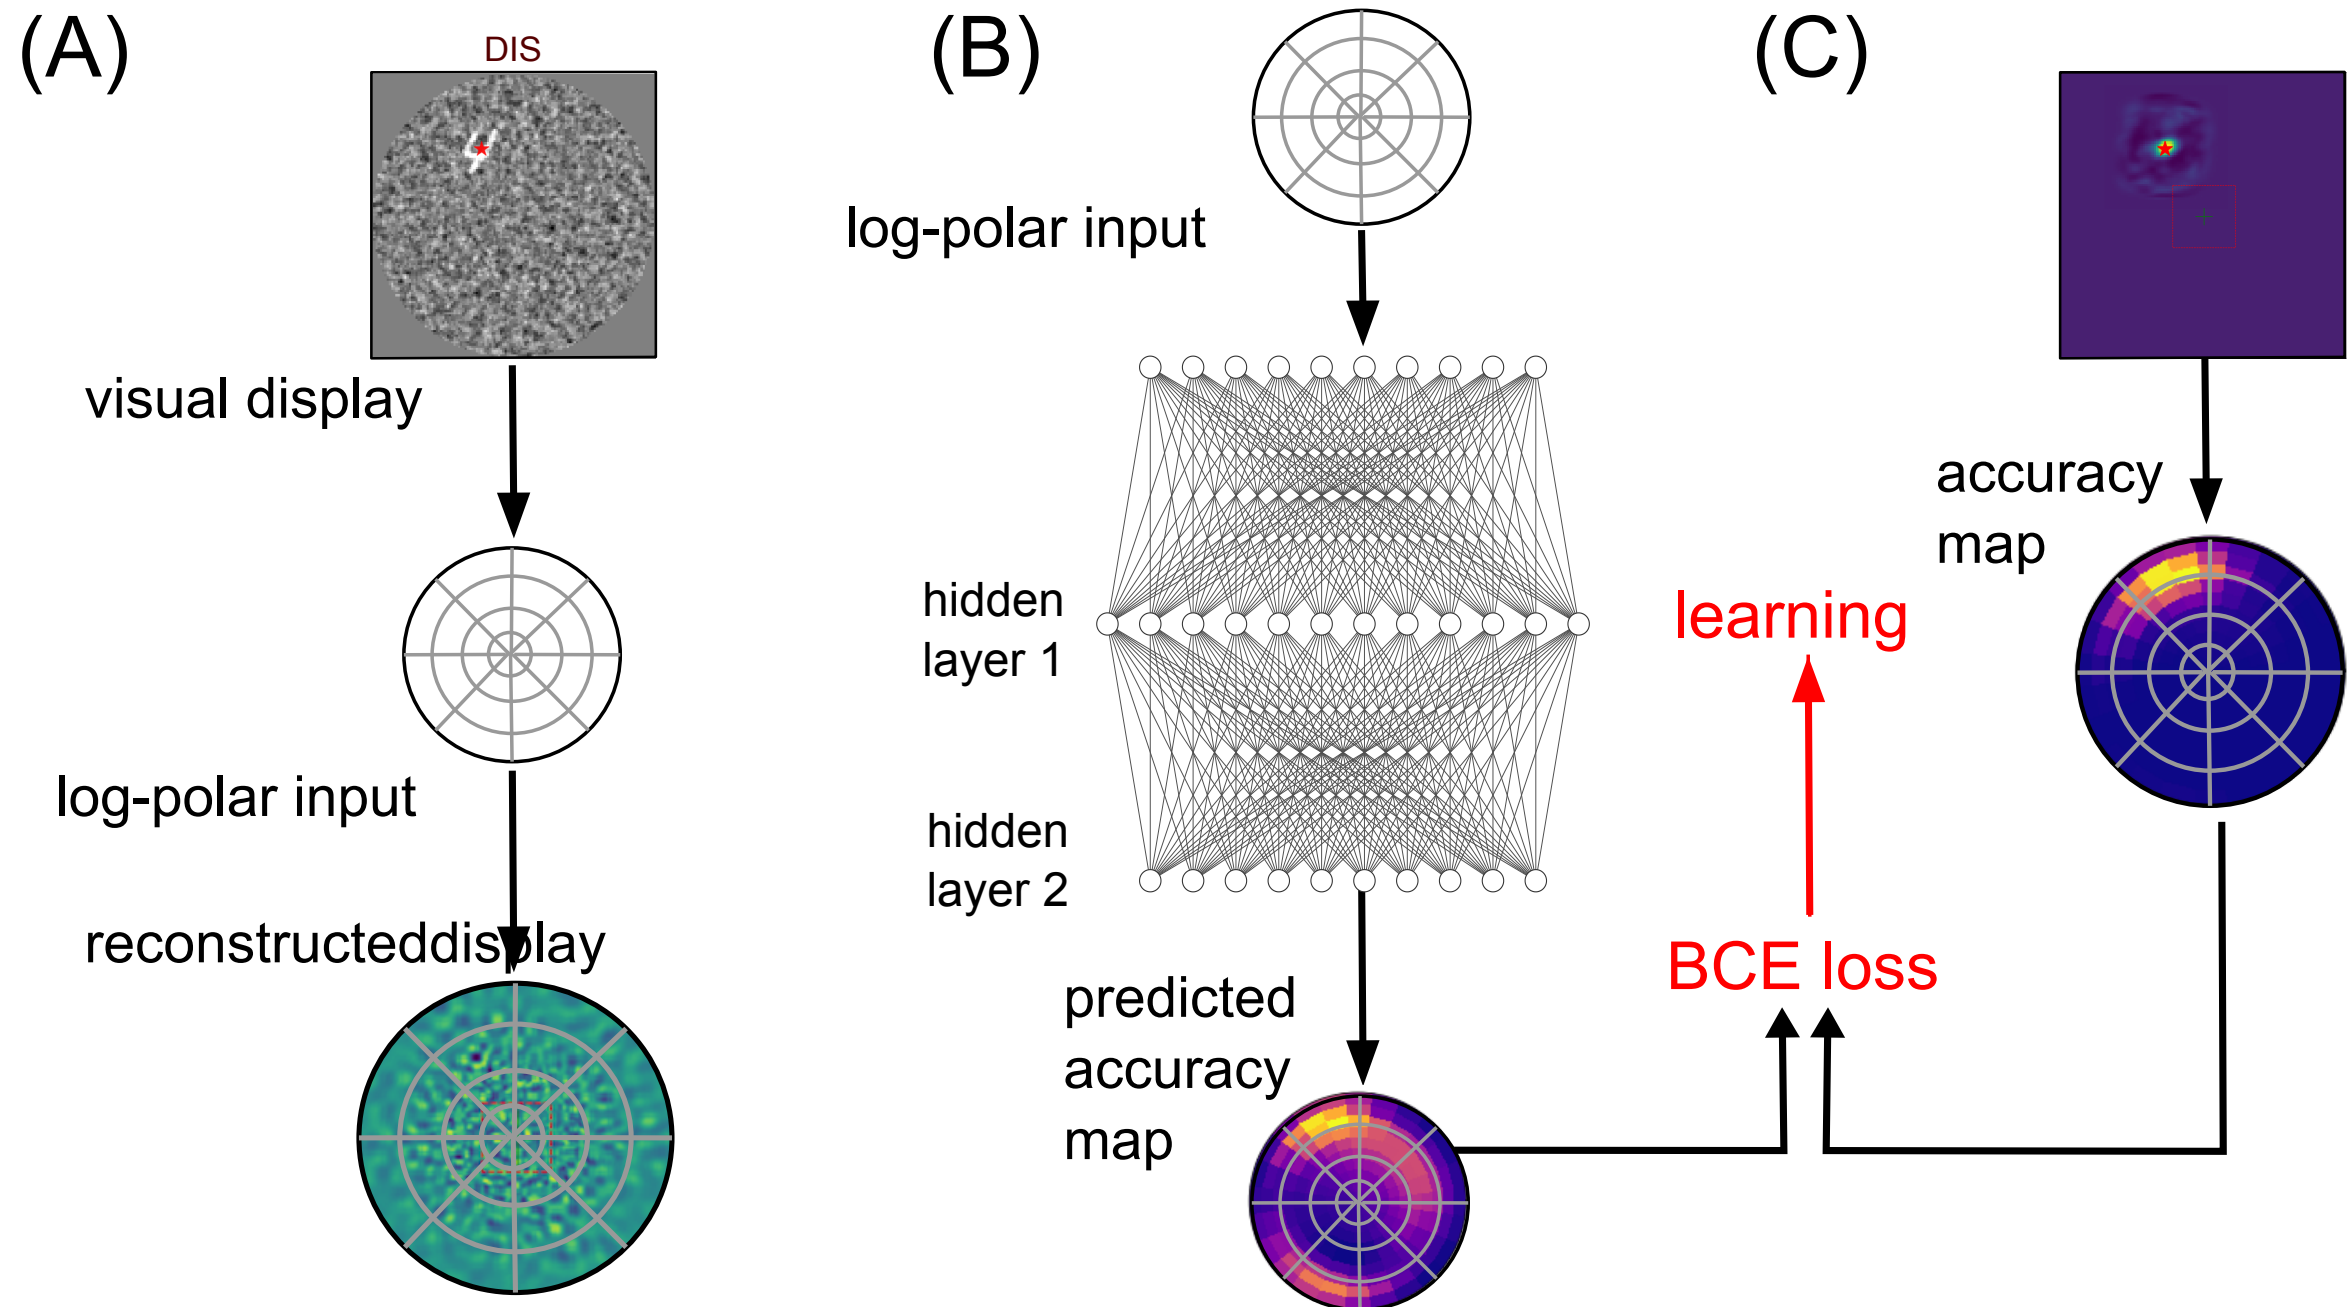 (A)
DIS
visual display
log-polar input
reconstructeddisplay
(B)
log-polar input
hidden
layer 1
hidden
layer 2
predicted
accuracy
map
(C)
accuracy
map
learning
BCE loss